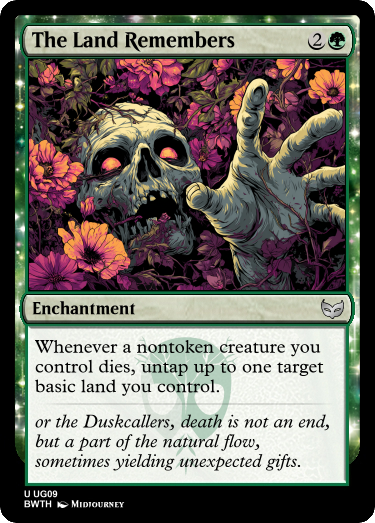 The Land Remembers 2
Enchantment
Whenever a nontoken creature you
control dies, untap up to one target
basic land you control.
or the Duskcallers, death is not an end,
but a part of the natural flow,
sometimes yielding unexpected gifts.
U UG09
BWTH MIDJOURNEY